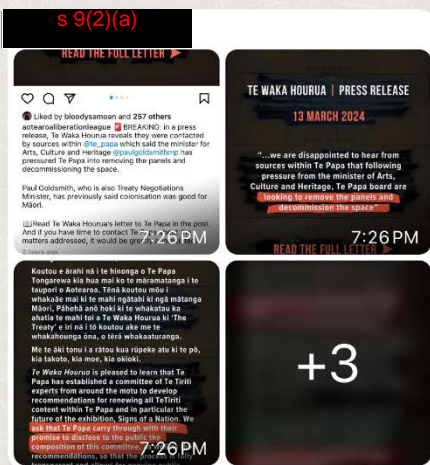 s 9(2)(a)
READ THE FULL LETTER
Liked by bloodysamoan and 257 others
aotearoaliberationleague 🚨 BREAKING: in a press
release, Te Waka Hourua reveals they were contacted
by sources within @te_papa which said the minister for
Arts, Culture and Heritage @paulgoldsmithmp has
pressured Te Papa into removing the panels and
decommissioning the space.
Paul Goldsmith, who is also Treaty Negotiations
Minister, has previously said colonisation was good for
Māori.
📖Read Te Waka Hourua's letter to Te Papa in the post
And if you have time to contact Te
matters addressed, it would be
7:26 PM
TE WAKA HOURUA | PRESS RELEASE
13 MARCH 2024
"...we are disappointed to hear from
sources within Te Papa that following
pressure from the minister of Arts,
Culture and Heritage, Te Papa board are
looking to remove the panels and
decommission the space"
7:26 PM
READ THE FULL LETTER
Koutou e ārahi nā i te hinonga o Te Papa
Tongarewa kia hua mai ko te māramatanga i te
taupori o Aotearoa. Tēnā koutou mōu i
whakaāe mai ki te mahi ngātahi ki ngā mātanga
Māori, Pāhehā anō hoki ki te whakatau ka
ahatia te mahi toi a Te Waka Hourua ki 'The
Treaty' e iri nā i tō koutou ake me te
whakahounga ōna, o tērā whakaaturanga.
Me te āki tonu i a rātou kua rūpeke atu ki te pō,
kia takoto, kia moe, kia okioki.
Te Waka Hourua is pleased to learn that Te
Papa has established a committee of Te Tiriti
experts from around the motu to develop
recommendations for renewing all TeTiriti
content within Te Papa and in particular the
future of the exhibition, Signs of a Nation. We
ask that Te Papa carry through with their
promise to disclose to the public the
composition of this committee,
recommendations, so that the process is fully
7:26 PM
+3